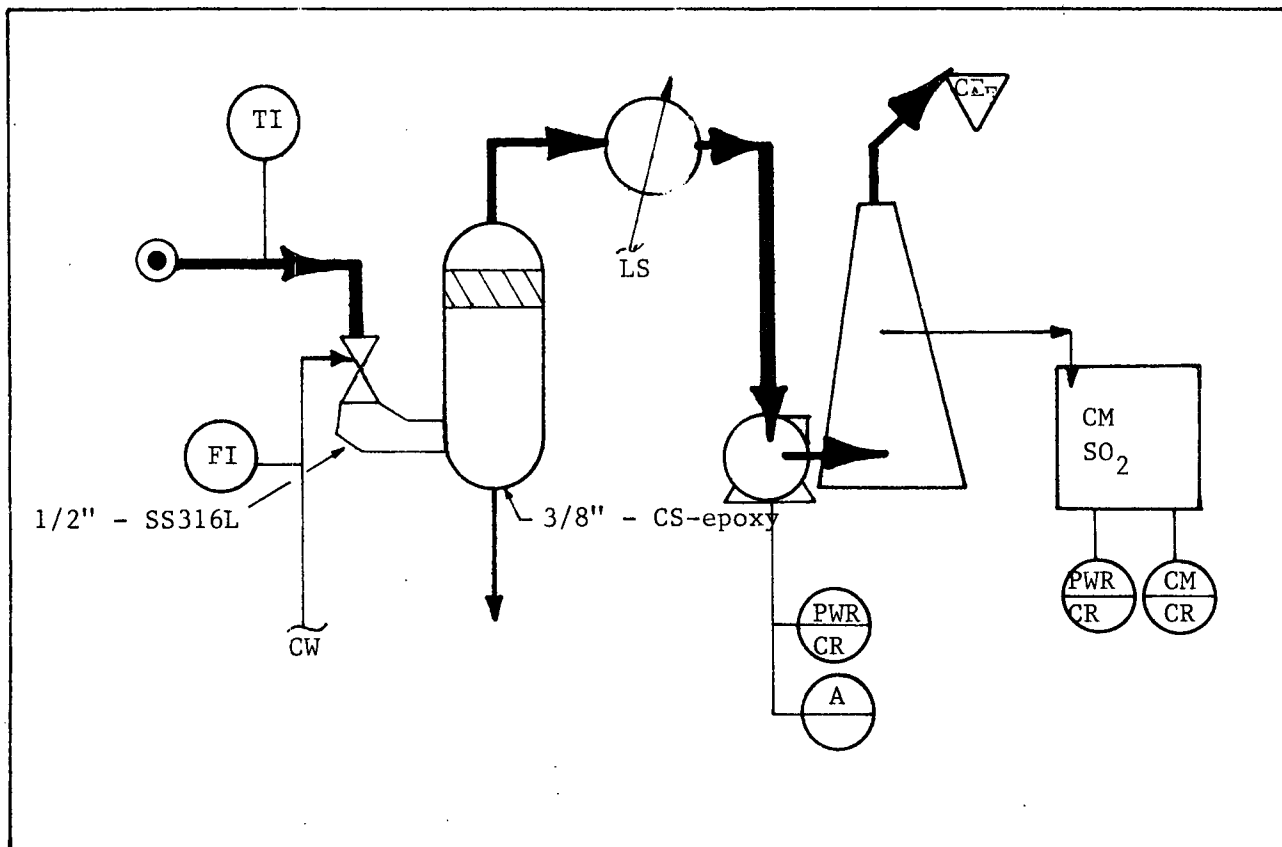 TI
LS
FI
1/2" - SS316L
3/8" - CS-epoxy
CW
CM
SO2
PWR
CR
CM
CR
PWR
CR
A